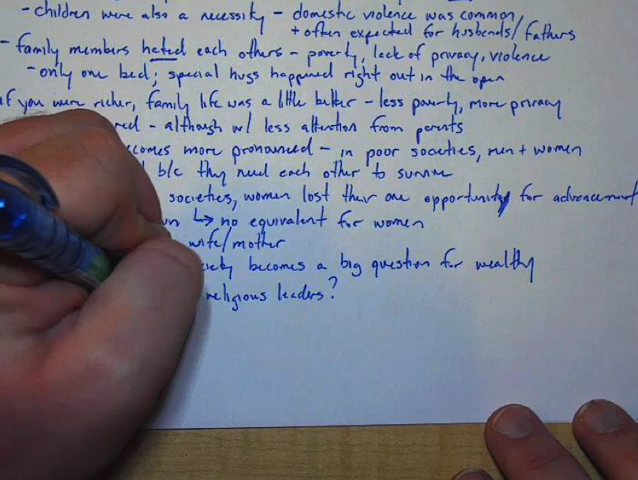 - children were also a necessity - domestic violence was common
+ often expected for husbands/fathers
- family members hated each others - poverty, lack of privacy, violence
- only one bed; special hugs happened right out in the open
if you were richer, family life was a little better - less poverty, more privacy
red - although w/ less attention from parents
comes more pronounced - in poor societies, men + women
b/c they need each other to survive
societies, women lost their one opportunity for advancement
↳ no equivalent for women
wife/mother
becomes a big question for wealthy
religious leaders?